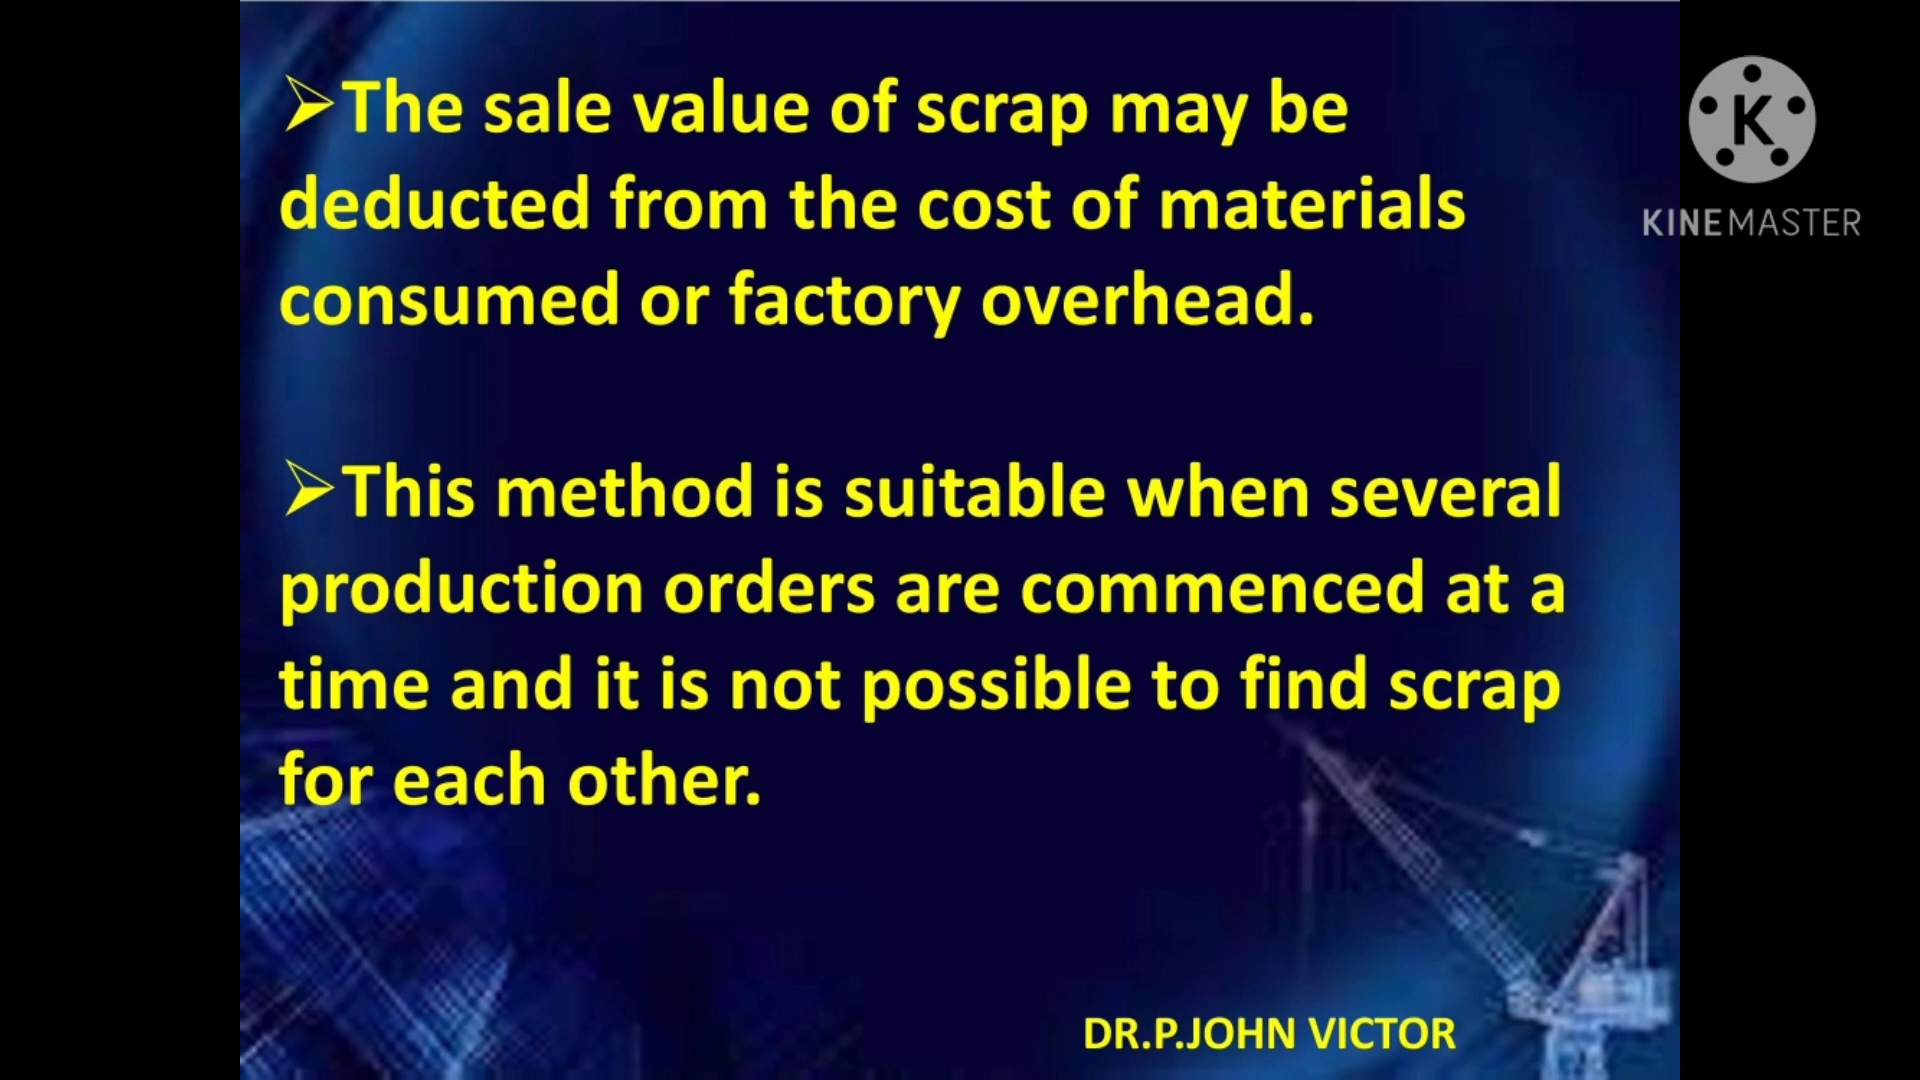 ➢The sale value of scrap may be
deducted from the cost of materials
consumed or factory overhead.
➢This method is suitable when several
production orders are commenced at a
time and it is not possible to find scrap
for each other.
DR.P.JOHN VICTOR
K
KINEMASTER